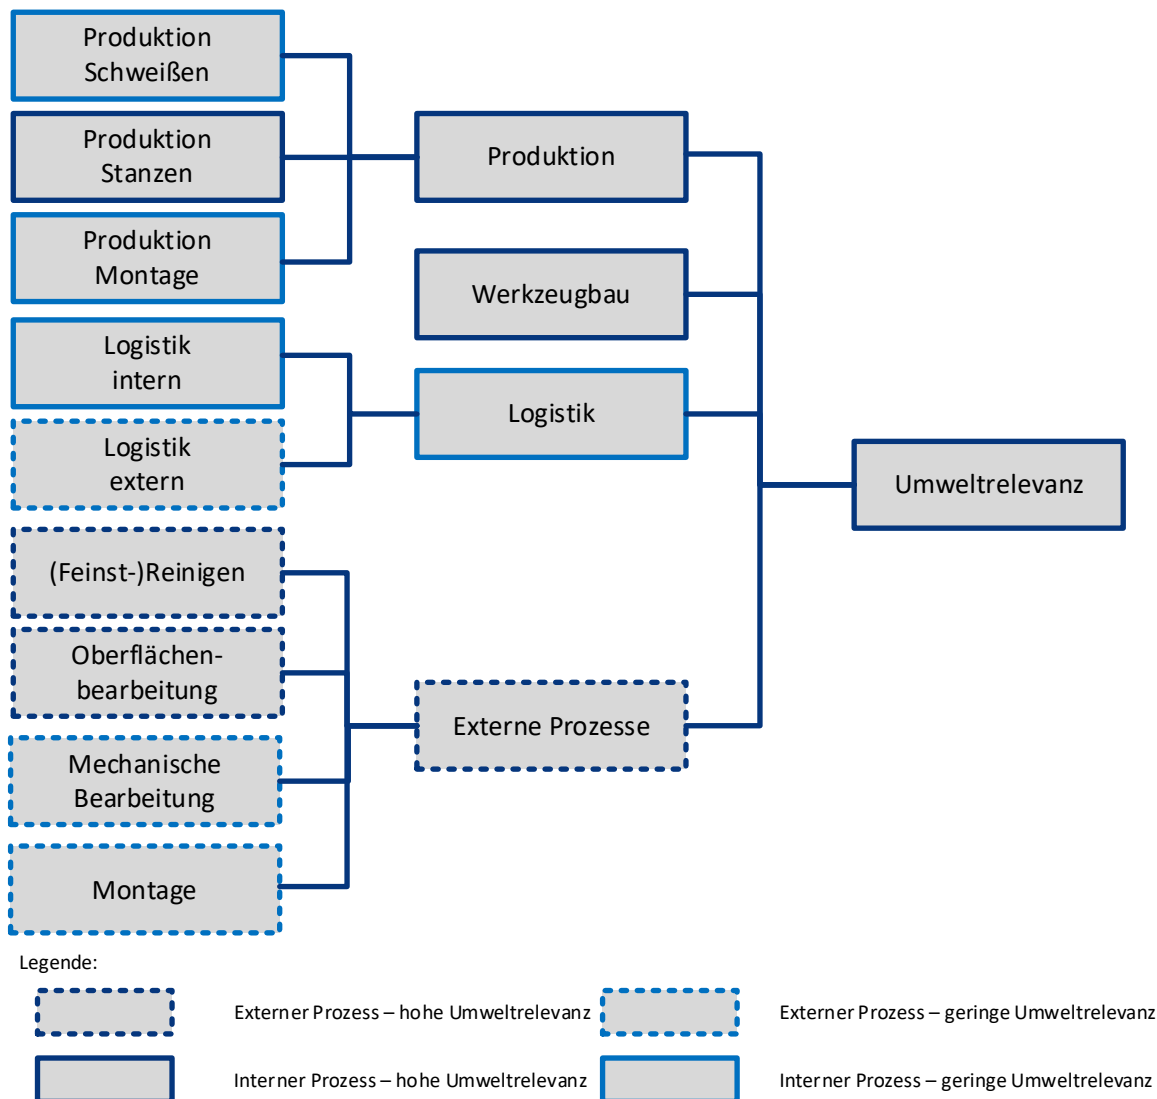 Produktion
Schweißen
Produktion
Stanzen
Produktion
Montage
Logistik
intern
Logistik
extern
(Feinst-)Reinigen
Oberflächen-
bearbeitung
Mechanische
Bearbeitung
Montage
Produktion
Werkzeugbau
Logistik
Externe Prozesse
Umweltrelevanz
Legende:
Externer Prozess – hohe Umweltrelevanz
Externer Prozess – geringe Umweltrelevanz
Interner Prozess – hohe Umweltrelevanz
Interner Prozess – geringe Umweltrelevanz